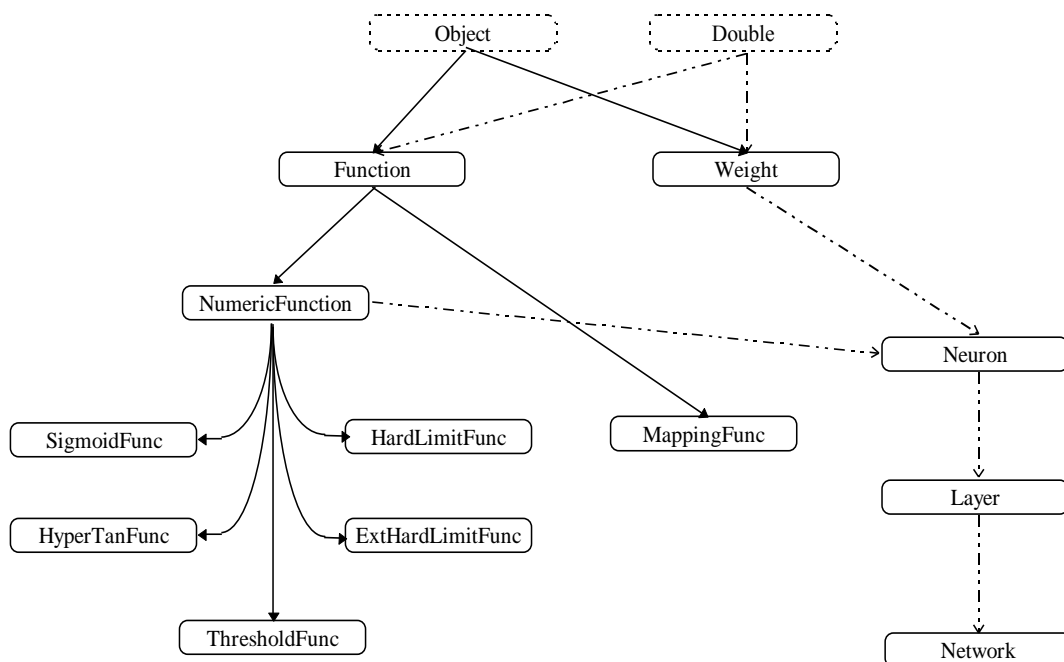 Object
Double
Function
Weight
NumericFunction
Neuron
SigmoidFunc
HardLimitFunc
MappingFunc
Layer
HyperTanFunc
ExtHardLimitFunc
ThresholdFunc
Network